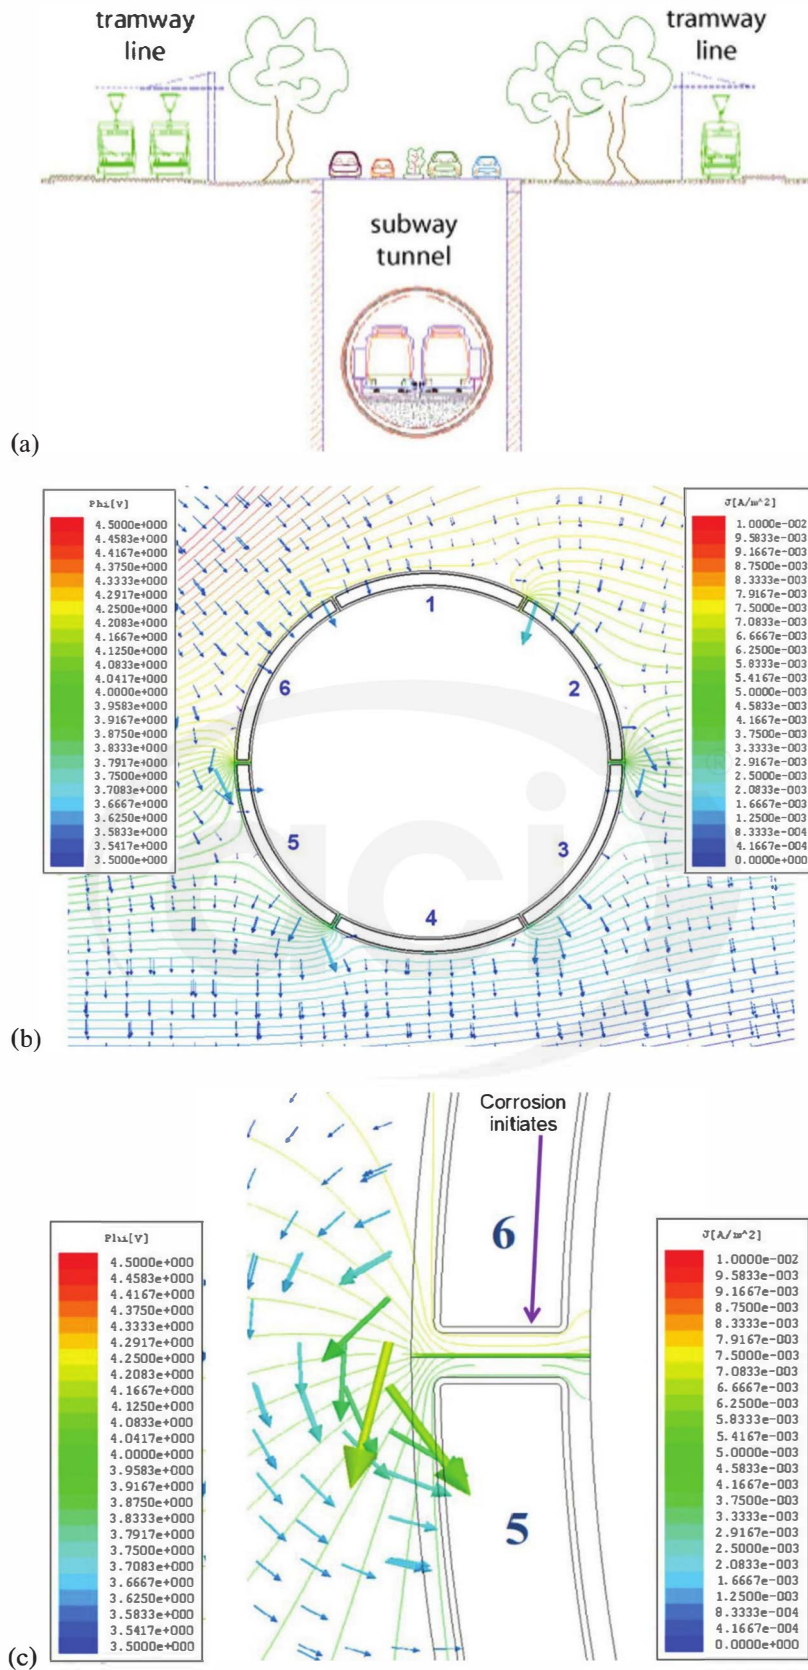 tramway
line
tramway
line
subway
tunnel
(a)
Phi[V]
4.5000e+000
4.4583e+000
4.4167e+000
4.3750e+000
4.3333e+000
4.2917e+000
4.2500e+000
4.2083e+000
4.1667e+000
4.1250e+000
4.0833e+000
4.0417e+000
4.0000e+000
3.9583e+000
3.9167e+000
3.8750e+000
3.8333e+000
3.7917e+000
3.7500e+000
3.7083e+000
3.6667e+000
3.6250e+000
3.5833e+000
3.5417e+000
3.5000e+000
J[A/m^2]
1.0000e-002
9.5833e-003
9.1667e-003
8.7500e-003
8.3333e-003
7.9167e-003
7.5000e-003
7.0833e-003
6.6667e-003
6.2500e-003
5.8333e-003
5.4167e-003
5.0000e-003
4.5833e-003
4.1667e-003
3.7500e-003
3.3333e-003
2.9167e-003
2.5000e-003
2.0833e-003
1.6667e-003
1.2500e-003
8.3333e-004
4.1667e-004
0.0000e+000
1
6
2
5
3
4
aci
®
(b)
Corrosion
initiates
6
5
Phi[V]
4.5000e+000
4.4583e+000
4.4167e+000
4.3750e+000
4.3333e+000
4.2917e+000
4.2500e+000
4.2083e+000
4.1667e+000
4.1250e+000
4.0833e+000
4.0417e+000
4.0000e+000
3.9583e+000
3.9167e+000
3.8750e+000
3.8333e+000
3.7917e+000
3.7500e+000
3.7083e+000
3.6667e+000
3.6250e+000
3.5833e+000
3.5417e+000
3.5000e+000
J[A/m^2]
1.0000e-002
9.5833e-003
9.1667e-003
8.7500e-003
8.3333e-003
7.9167e-003
7.5000e-003
7.0833e-003
6.6667e-003
6.2500e-003
5.8333e-003
5.4167e-003
5.0000e-003
4.5833e-003
4.1667e-003
3.7500e-003
3.3333e-003
2.9167e-003
2.5000e-003
2.0833e-003
1.6667e-003
1.2500e-003
8.3333e-004
4.1667e-004
0.0000e+000
(c)